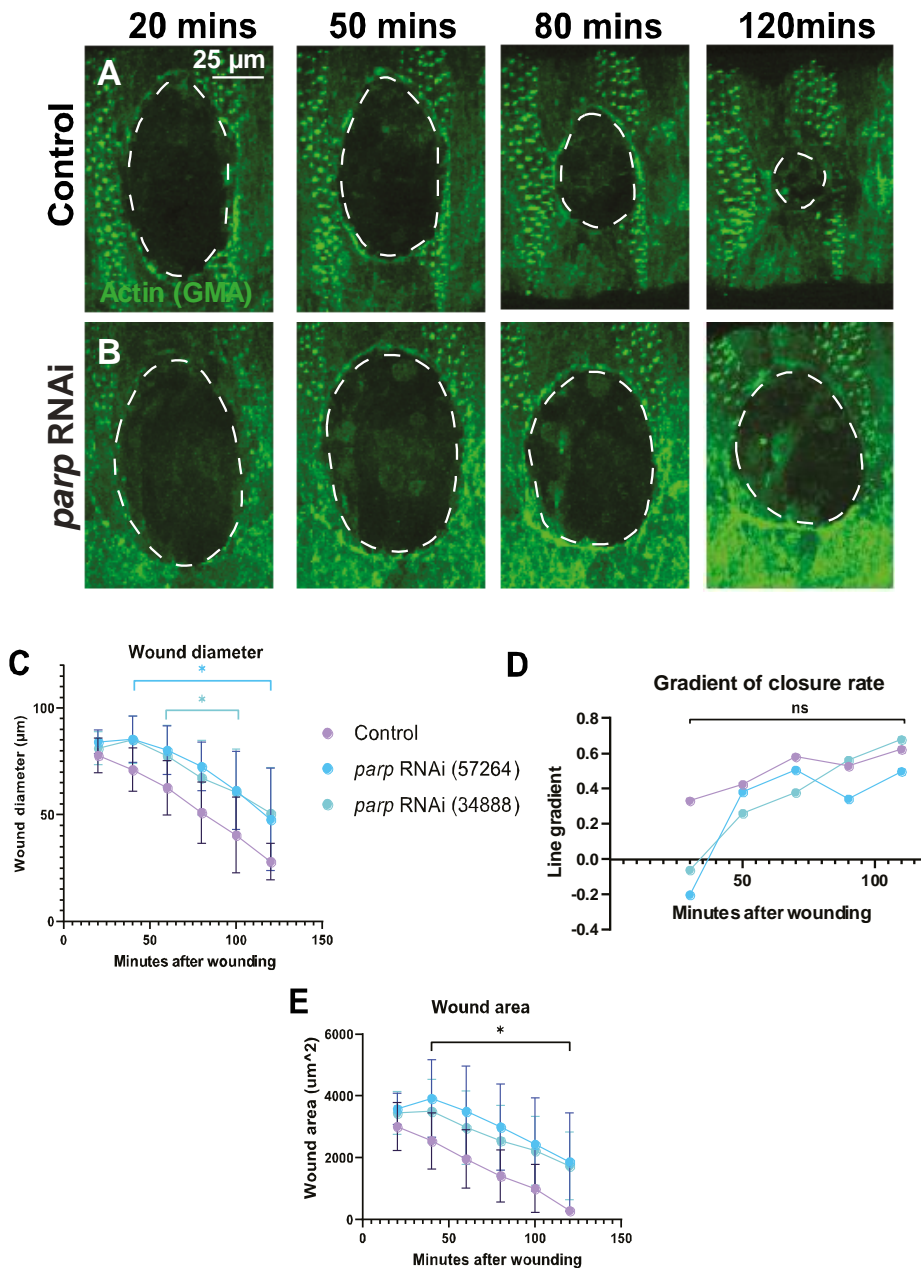 20 mins
50 mins
80 mins
120mins
A
25 µm
Control
Actin (GMA)
B
parp RNAi
C
Wound diameter
*
*
Wound diameter (µm)
100
50
0
0
50
100
150
Minutes after wounding
Control
parp RNAi (57264)
parp RNAi (34888)
D
Gradient of closure rate
ns
Line gradient
0.8
0.6
0.4
0.2
0.0
-0.2
-0.4
50
100
Minutes after wounding
E
Wound area
*
Wound area (um^2)
6000
4000
2000
0
0
50
100
150
Minutes after wounding